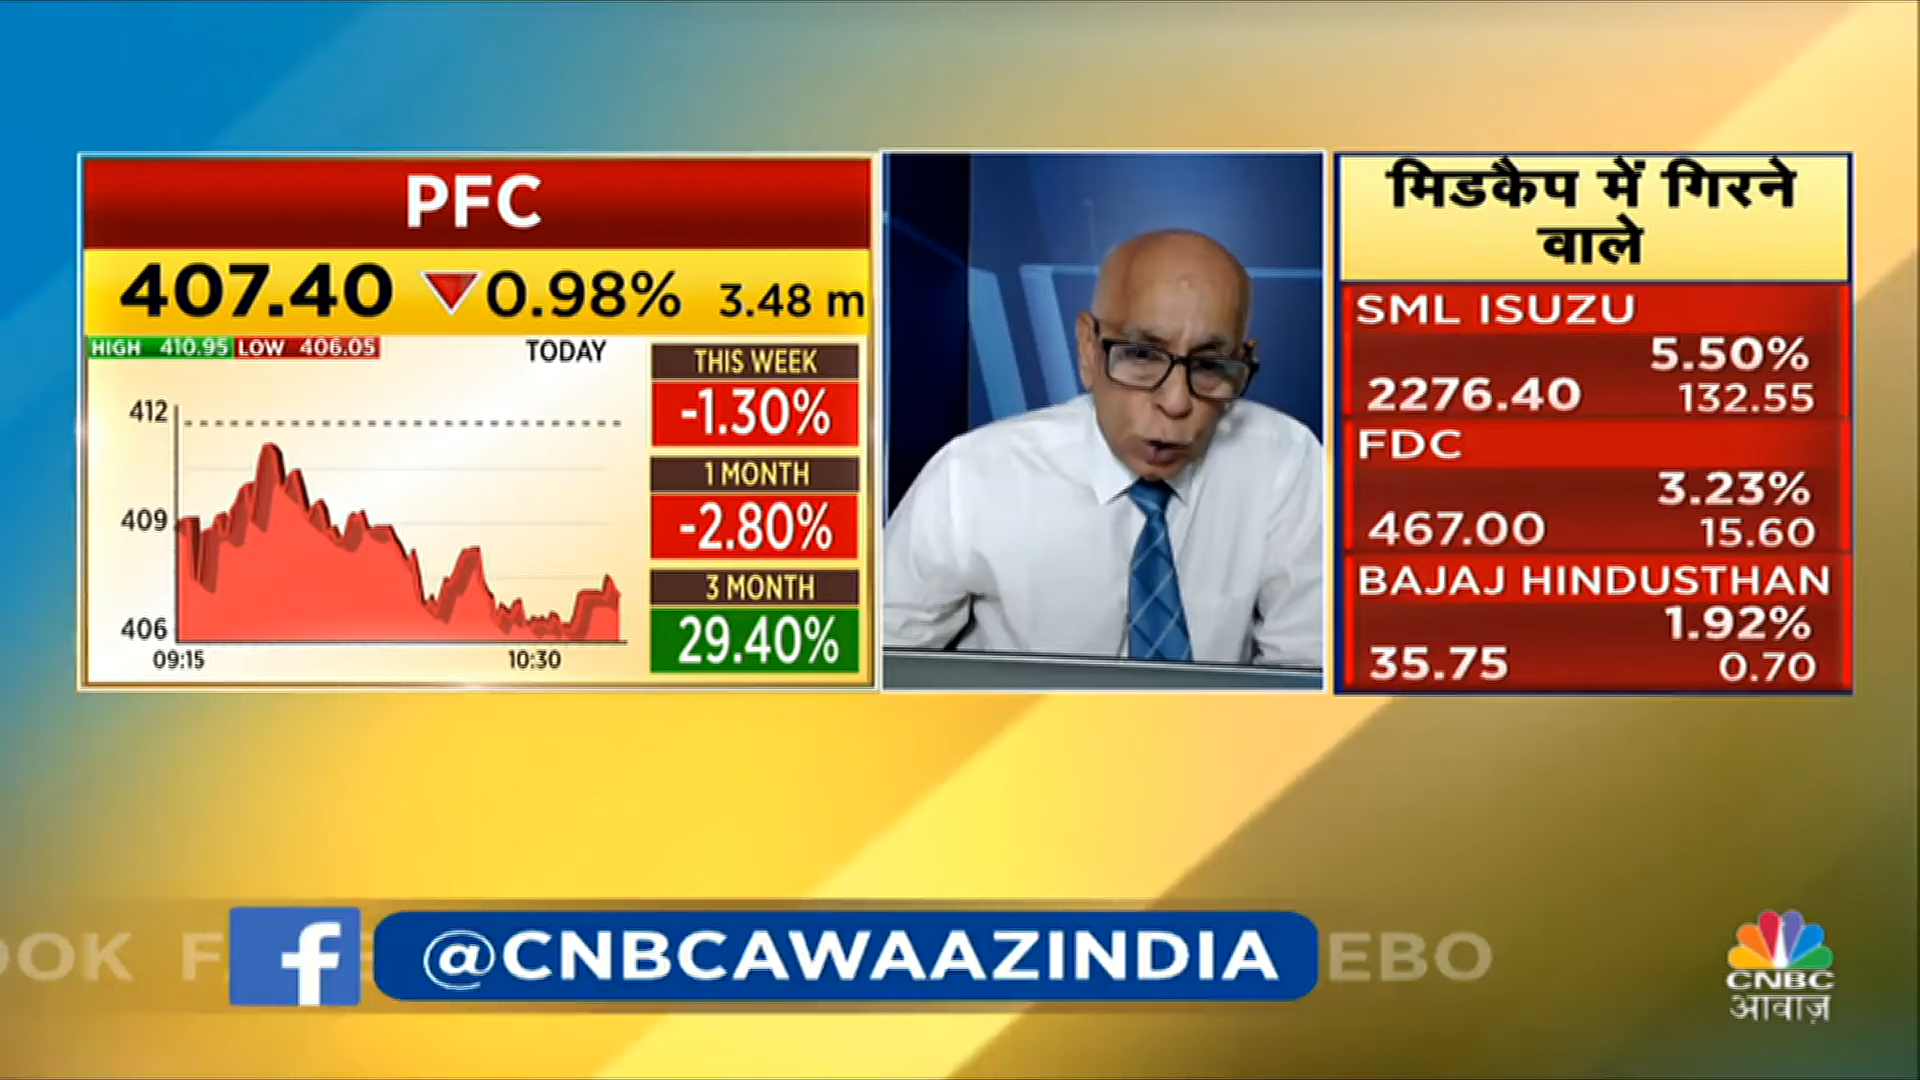 PFC
407.40 ▼0.98% 3.48 m
HIGH 410.95 LOW 406.05
TODAY
412
409
406
09:15 10:30
THIS WEEK
-1.30%
1 MONTH
-2.80%
3 MONTH
29.40%
मिडकैप में गिरने
वाले
SML ISUZU
5.50%
2276.40 132.55
FDC
3.23%
467.00 15.60
BAJAJ HINDUSTHAN
1.92%
35.75 0.70
OOK F f @CNBCAWAAZINDIA EBO
CNBC
आवाज़